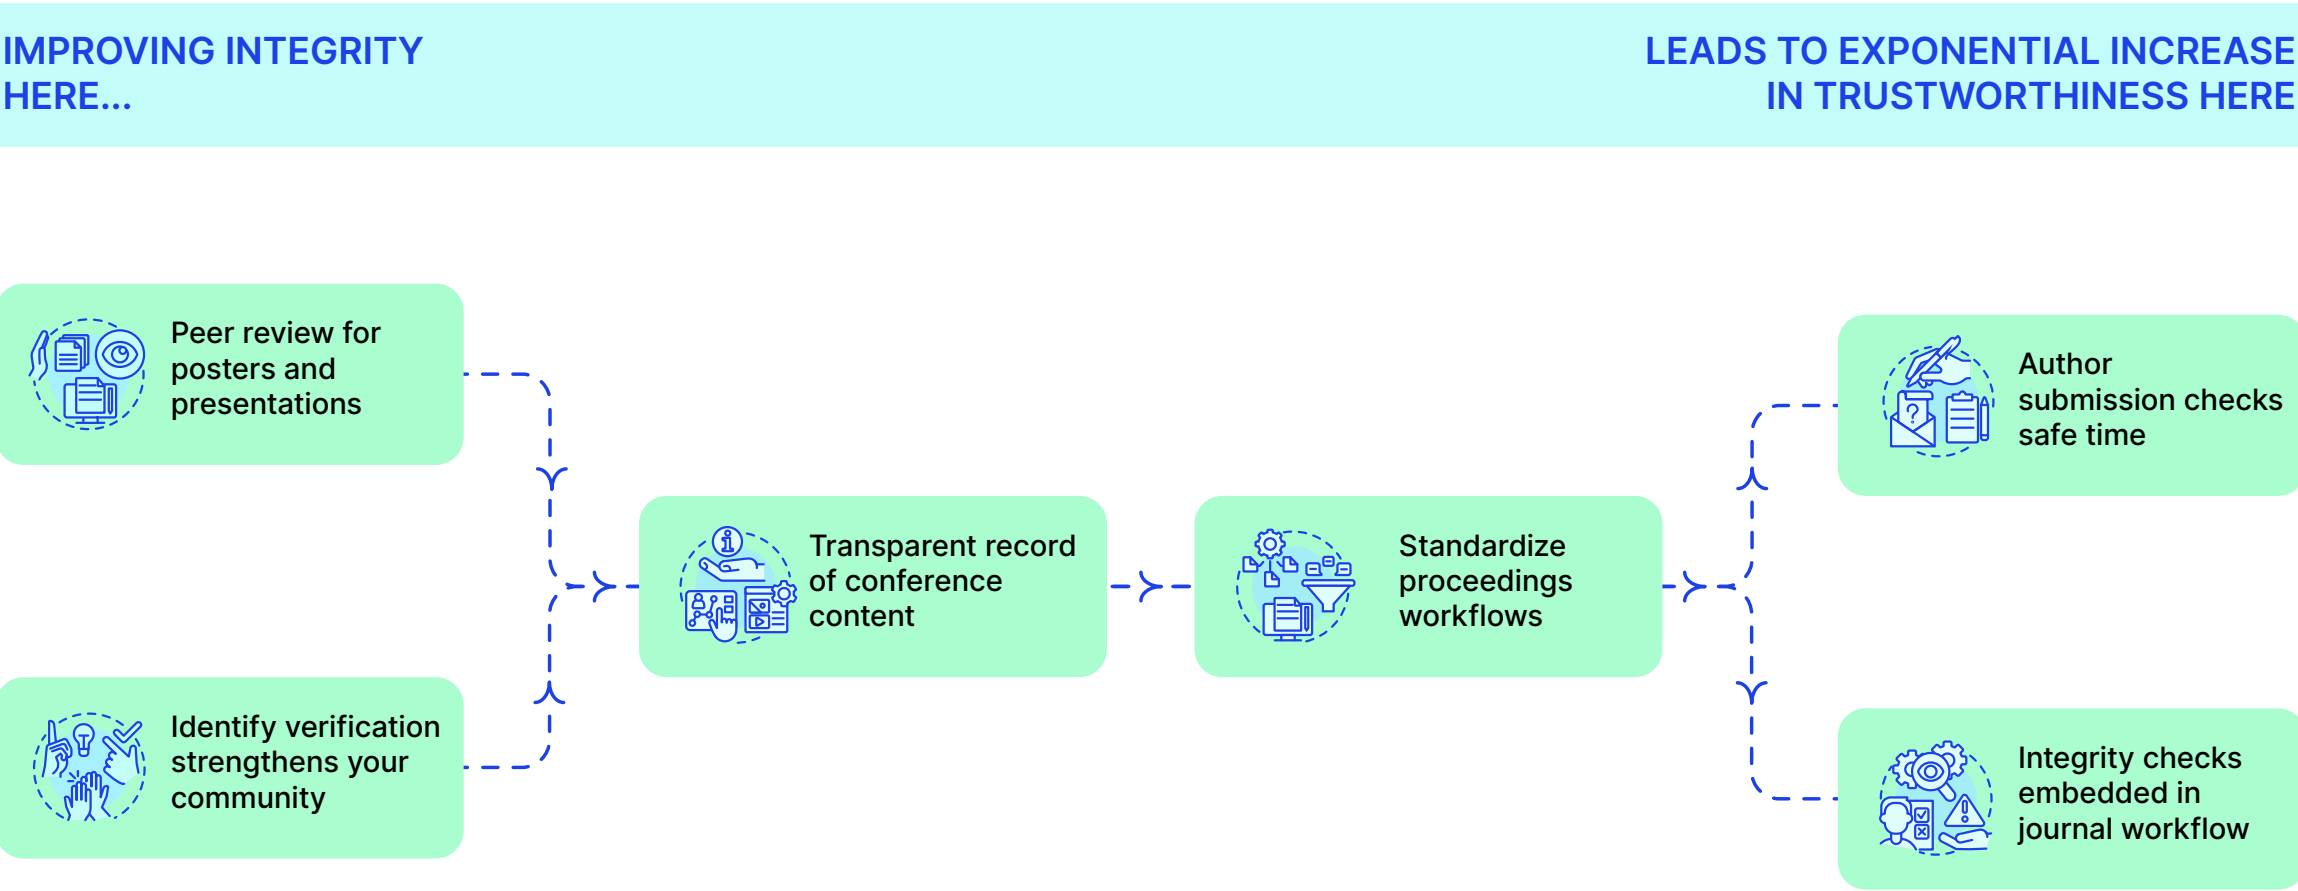 IMPROVING INTEGRITY
HERE...
LEADS TO EXPONENTIAL INCREASE
IN TRUSTWORTHINESS HERE
Peer review for
posters and
presentations
Identify verification
strengthens your
community
Transparent record
of conference
content
Standardize
proceedings
workflows
Author
submission checks
safe time
Integrity checks
embedded in
journal workflow